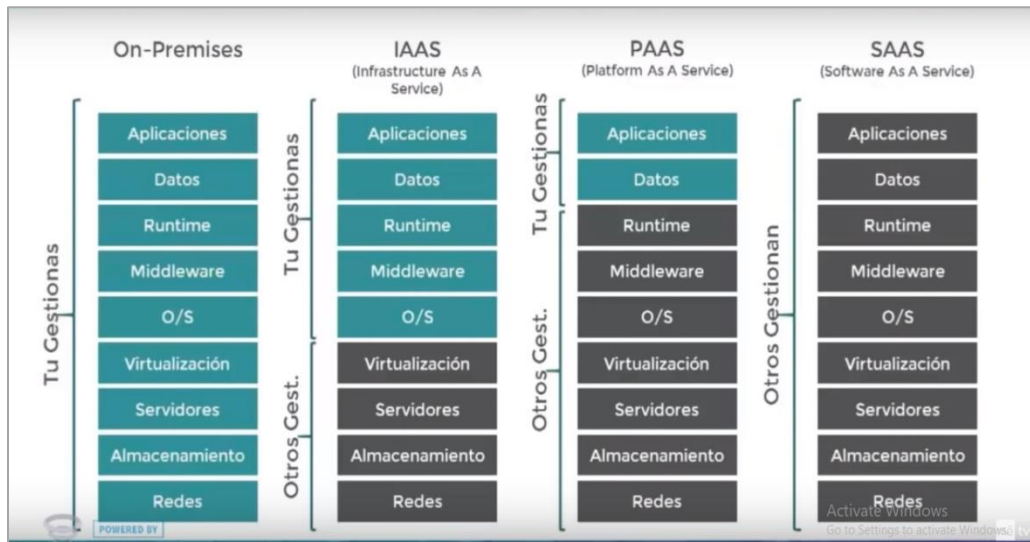 On-Premises
Tu Gestionas
Aplicaciones
Datos
Runtime
Middleware
O/S
Virtualización
Servidores
Almacenamiento
Redes
IAAS
(Infrastructure As A
Service)
Tu Gestionas
Otros Gest.
Aplicaciones
Datos
Runtime
Middleware
O/S
Virtualización
Servidores
Almacenamiento
Redes
PAAS
(Platform As A Service)
Tu Gestionas
Otros Gest.
Aplicaciones
Datos
Runtime
Middleware
O/S
Virtualización
Servidores
Almacenamiento
Redes
SAAS
(Software As A Service)
Otros Gestionan
Aplicaciones
Datos
Runtime
Middleware
O/S
Virtualización
Servidores
Almacenamiento
Redes
POWERED BY
Activate Windows
Go to Settings to activate Windows